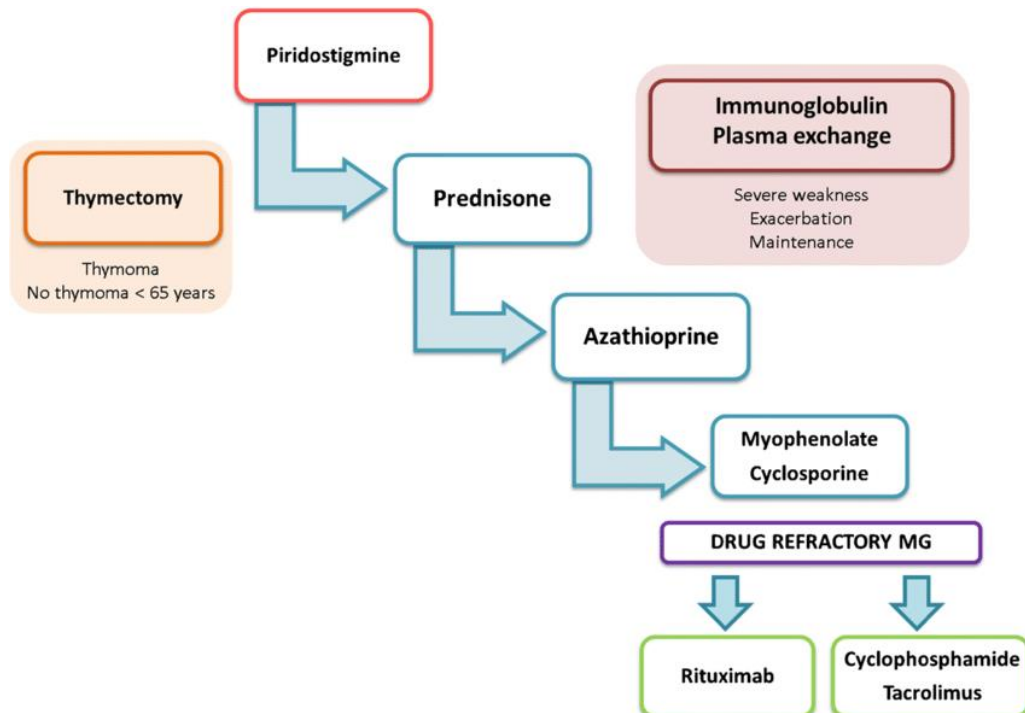 Piridostigmine
Immunoglobulin
Plasma exchange
Severe weakness
Exacerbation
Maintenance
Thymectomy
Thymoma
No thymoma < 65 years
Prednisone
Azathioprine
Myophenolate
Cyclosporine
DRUG REFRACTORY MG
Rituximab
Cyclophosphamide
Tacrolimus